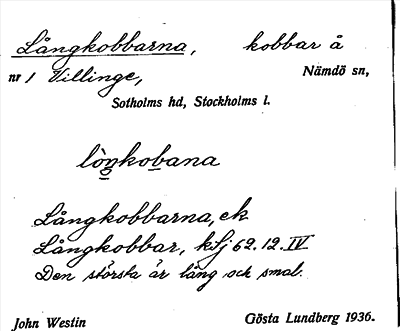 Långkobbarna, kobbar å
nr 1 Villinge, Nämdö sn,
Sotholms hd, Stockholms l.
lòŋkobana
Långkobbarna, ek
Långkobbar, kfj 62.12.IV
Den största är lång och smal.
John Westin Gösta Lundberg 1936.